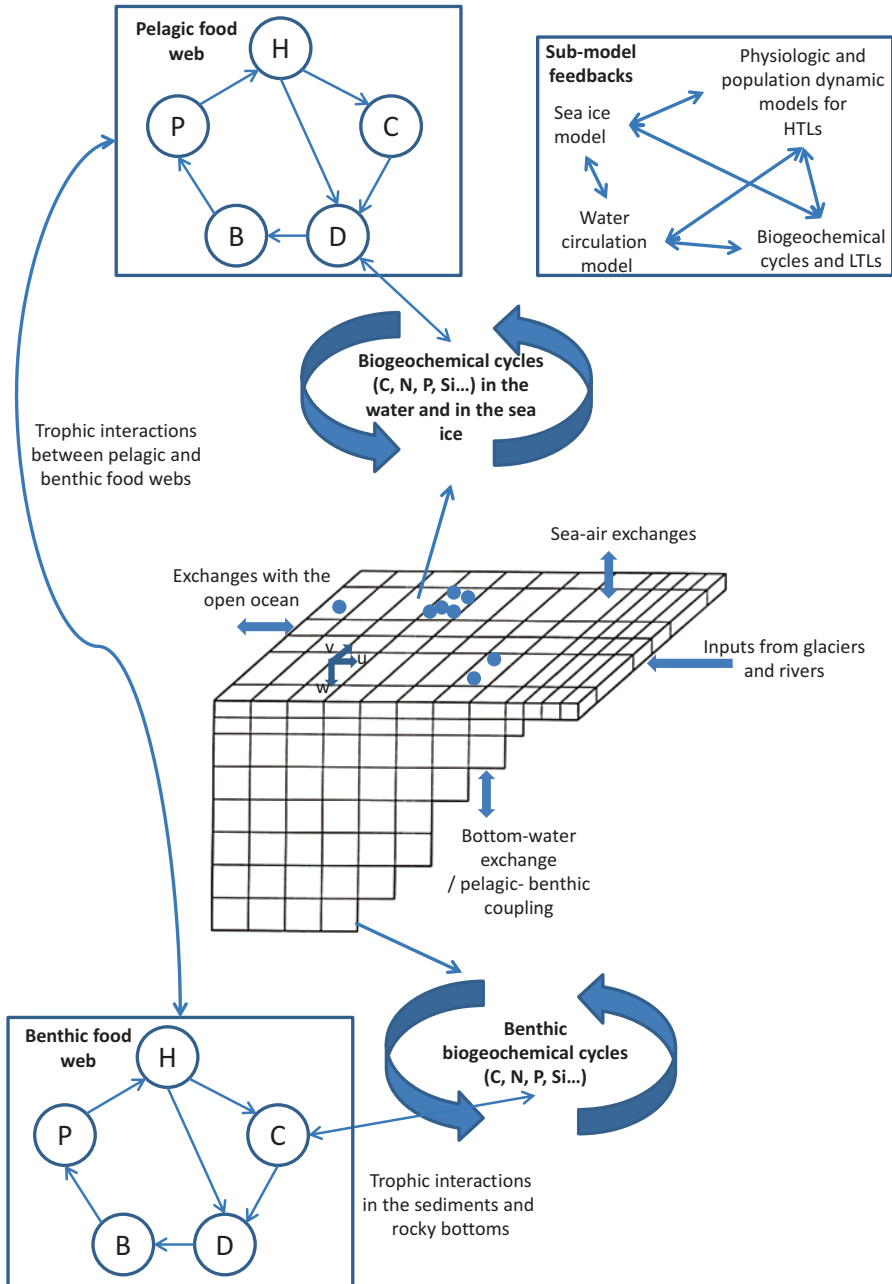 Pelagic food
web
H
P
C
B
D
Sub-model
feedbacks
Physiologic and
population dynamic
models for
HTLs
Sea ice
model
Water
circulation
model
Biogeochemical
cycles and LTLs
Biogeochemical cycles
(C, N, P, Si…) in the
water and in the sea
ice
Trophic interactions
between pelagic and
benthic food webs
Sea-air exchanges
Exchanges with the
open ocean
v
u
w
Inputs from glaciers
and rivers
Bottom-water
exchange
/ pelagic- benthic
coupling
Benthic food
web
H
P
C
B
D
Benthic
biogeochemical cycles
(C, N, P, Si…)
Trophic interactions
in the sediments and
rocky bottoms